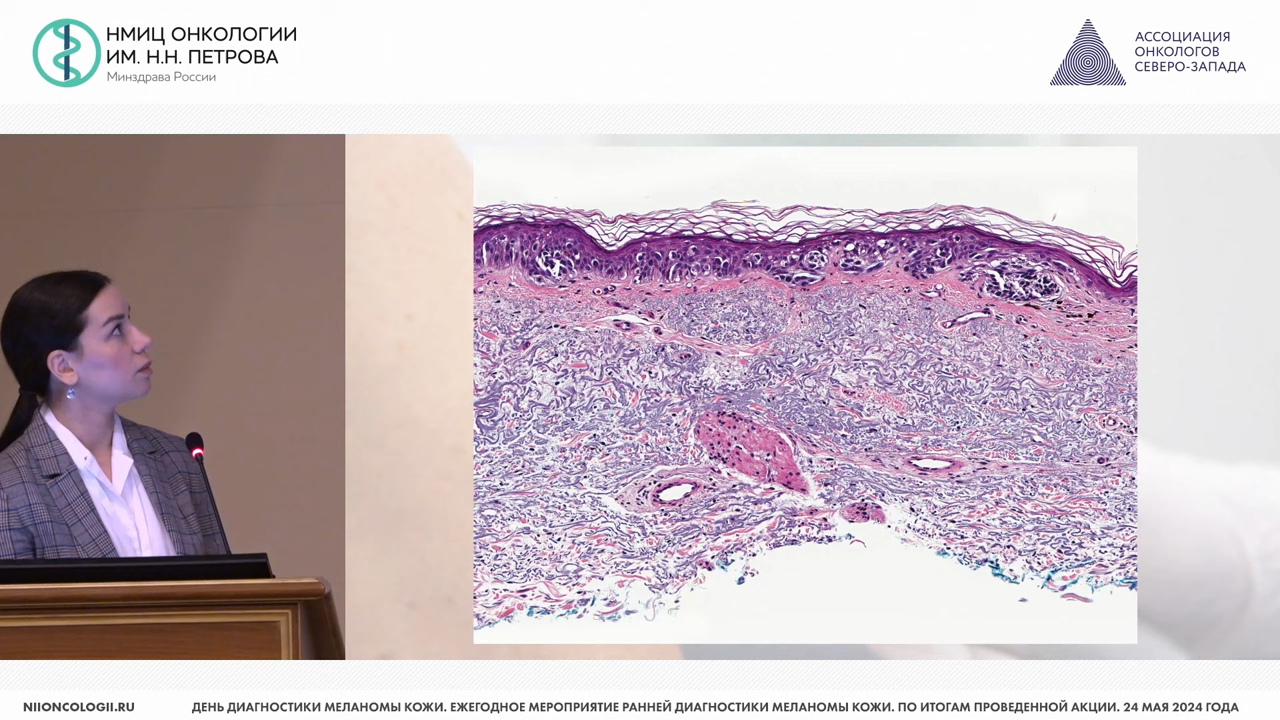 НМИЦ ОНКОЛОГИИ
ИМ. Н.Н. ПЕТРОВА
Минздрава России
АССОЦИАЦИЯ
ОНКОЛОГОВ
СЕВЕРО-ЗАПАДА
NIIONCOLOGII.RU
ДЕНЬ ДИАГНОСТИКИ МЕЛАНОМЫ КОЖИ. ЕЖЕГОДНОЕ МЕРОПРИЯТИЕ РАННЕЙ ДИАГНОСТИКИ МЕЛАНОМЫ КОЖИ. ПО ИТОГАМ ПРОВЕДЕННОЙ АКЦИИ. 24 МАЯ 2024 ГОДА